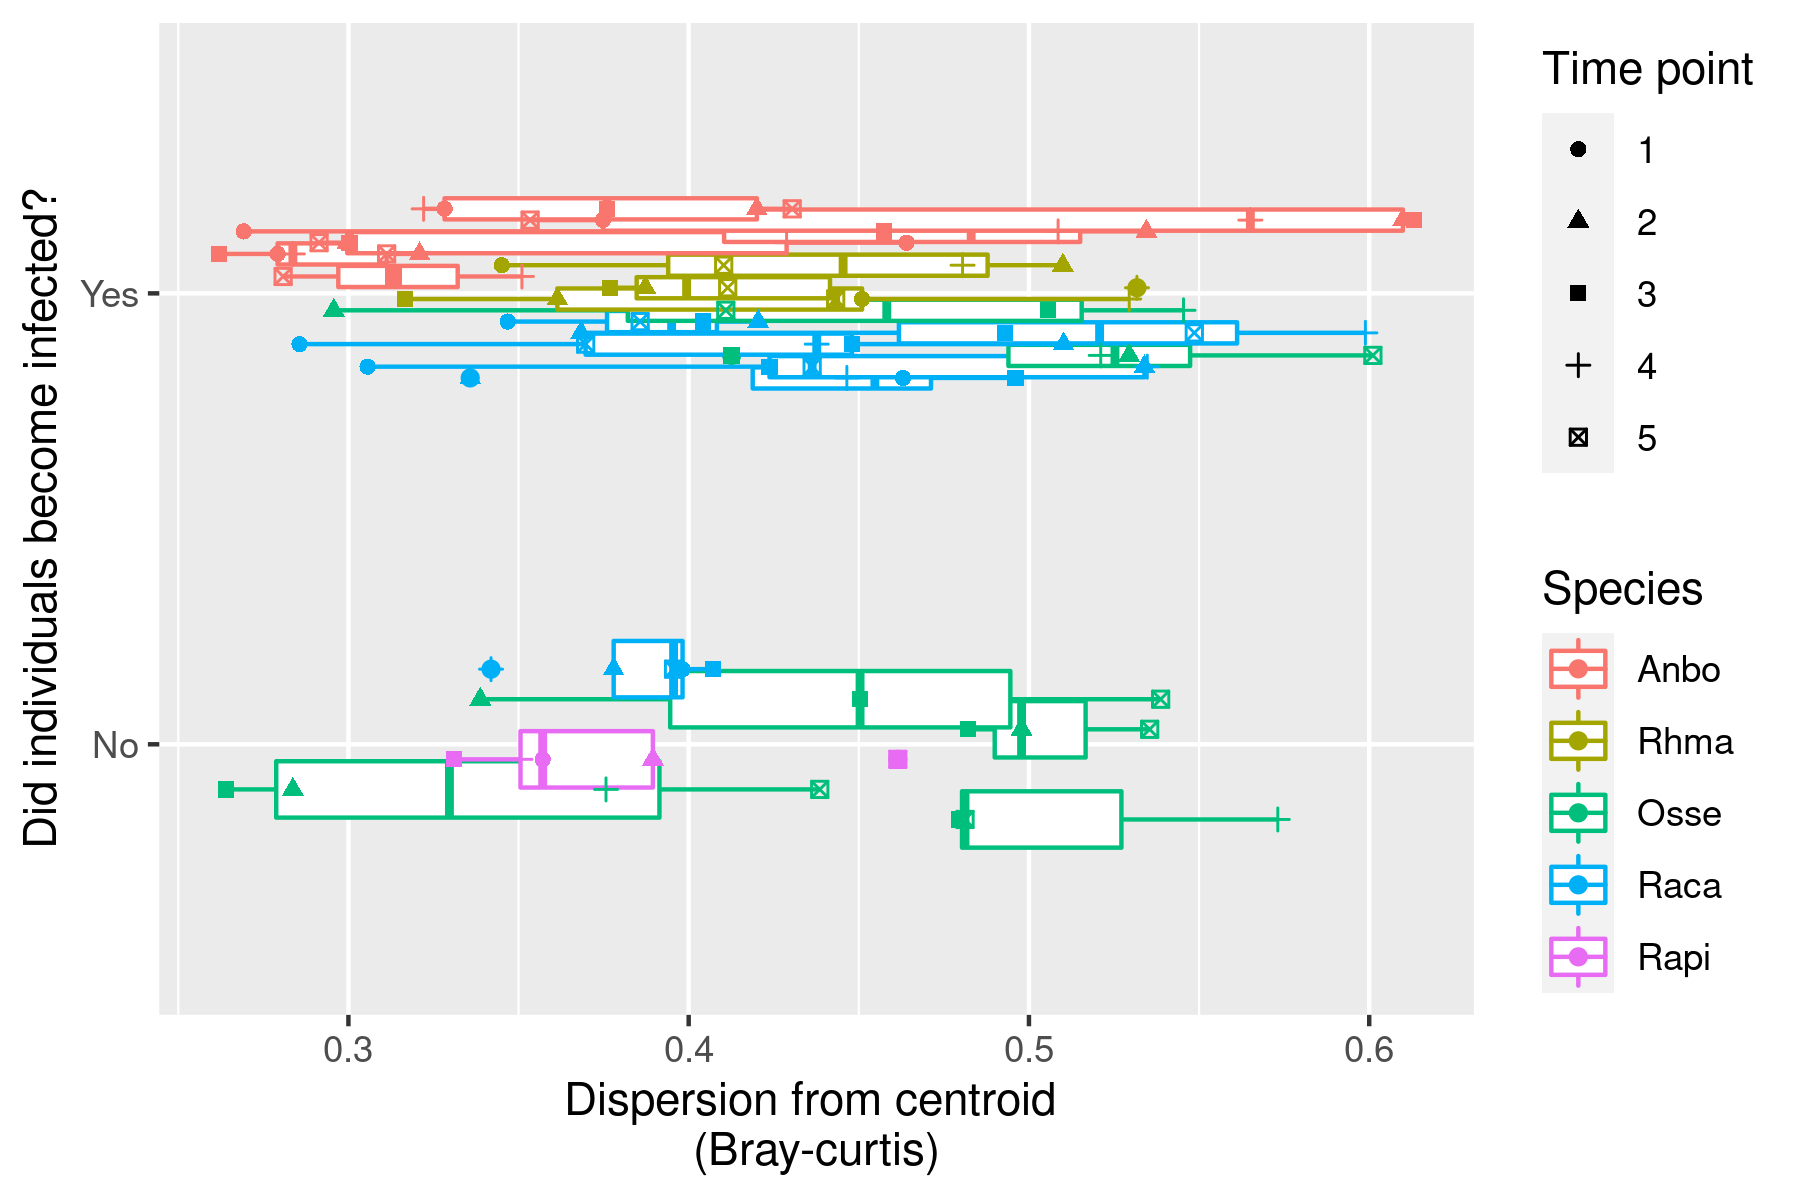 Did individuals become infected?
Yes
No
0.3
0.4
0.5
0.6
Dispersion from centroid
(Bray-curtis)
Time point
1
2
3
4
5
Species
Anbo
Rhma
Osse
Raca
Rapi